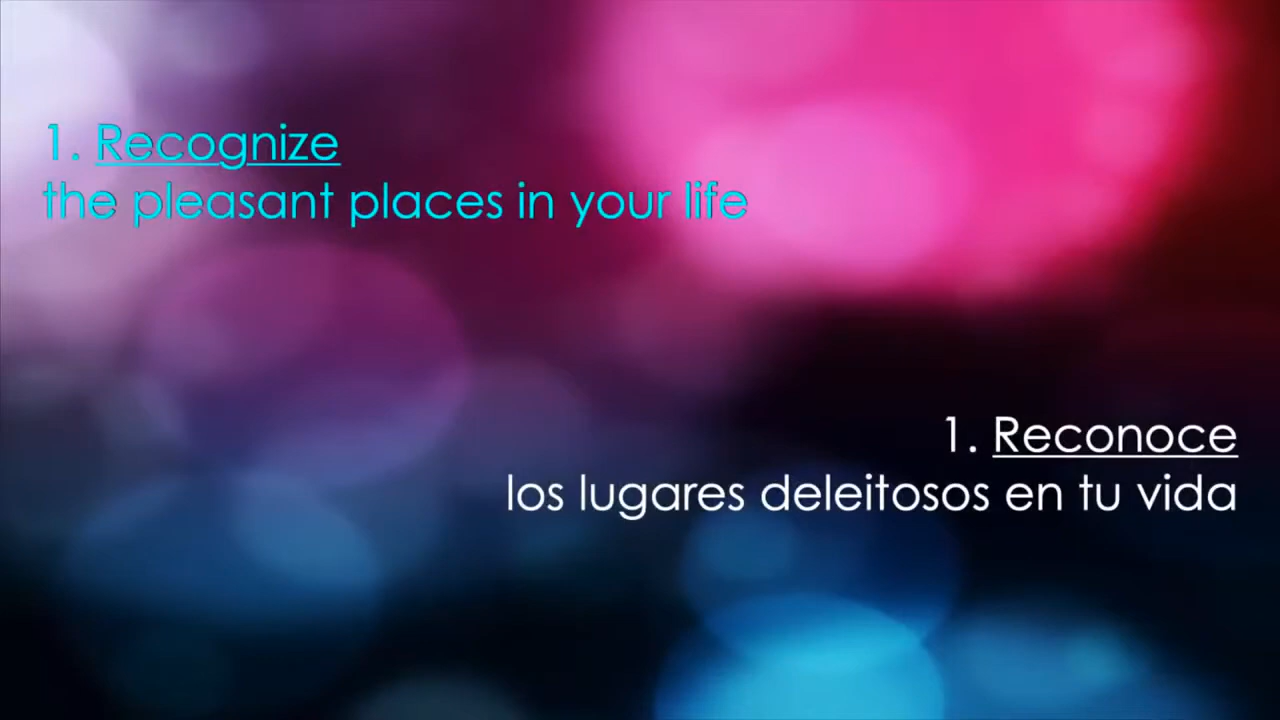 1. Recognize
the pleasant places in your life
1. Reconoce
los lugares deleitosos en tu vida